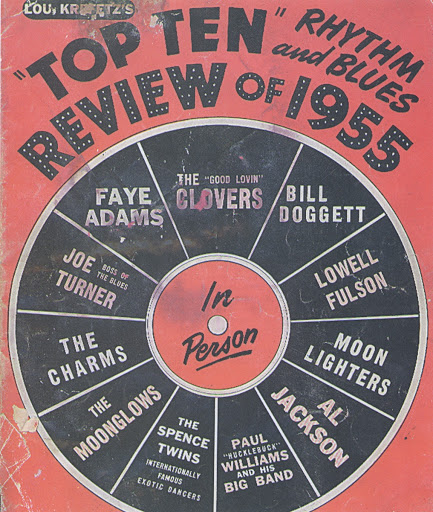 LOU. KREFETZ'S
"TOP TEN" RHYTHM
and BLUES
REVIEW OF 1955
THE "GOOD LOVIN"
CLOVERS
BILL
DOGGETT
LOWELL
FULSON
MOON
LIGHTERS
AL
JACKSON
PAUL
"HUCKLEBUCK"
WILLIAMS
AND HIS
BIG BAND
THE
SPENCE
TWINS
INTERNATIONALLY
FAMOUS
EXOTIC DANCERS
THE
MOONGLOWS
THE
CHARMS
JOE BOSS OF
THE BLUES
TURNER
FAYE
ADAMS
In
Person